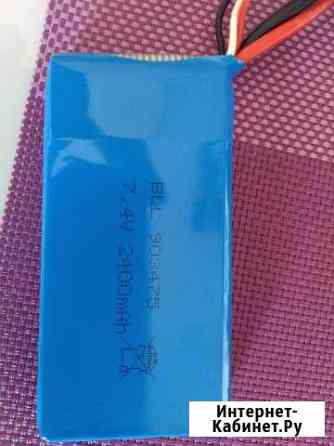 BLL 903475
7.4V 2400mAh
Интернет-
Кабинет.Ру